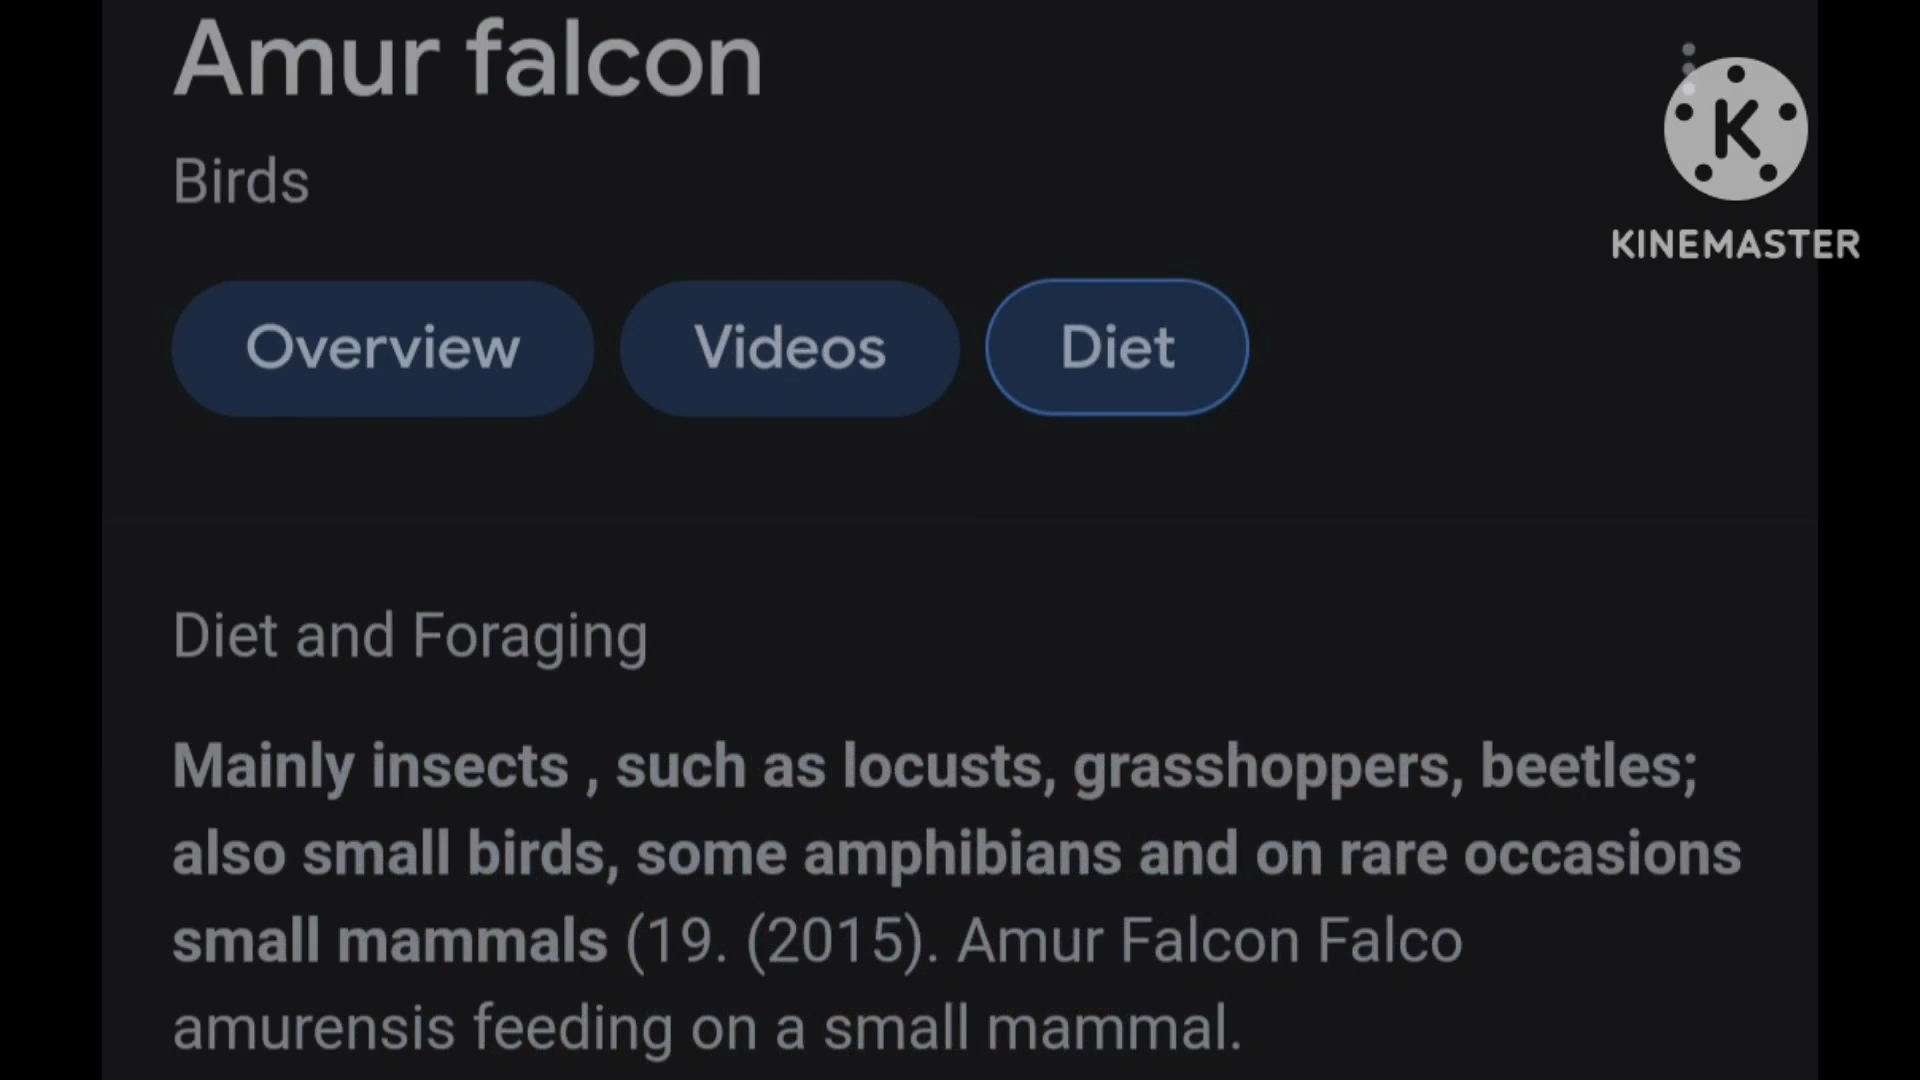 Amur falcon
Birds
K
KINEMASTER
Overview Videos Diet
Diet and Foraging
Mainly insects , such as locusts, grasshoppers, beetles;
also small birds, some amphibians and on rare occasions
small mammals (19. (2015). Amur Falcon Falco
amurensis feeding on a small mammal.